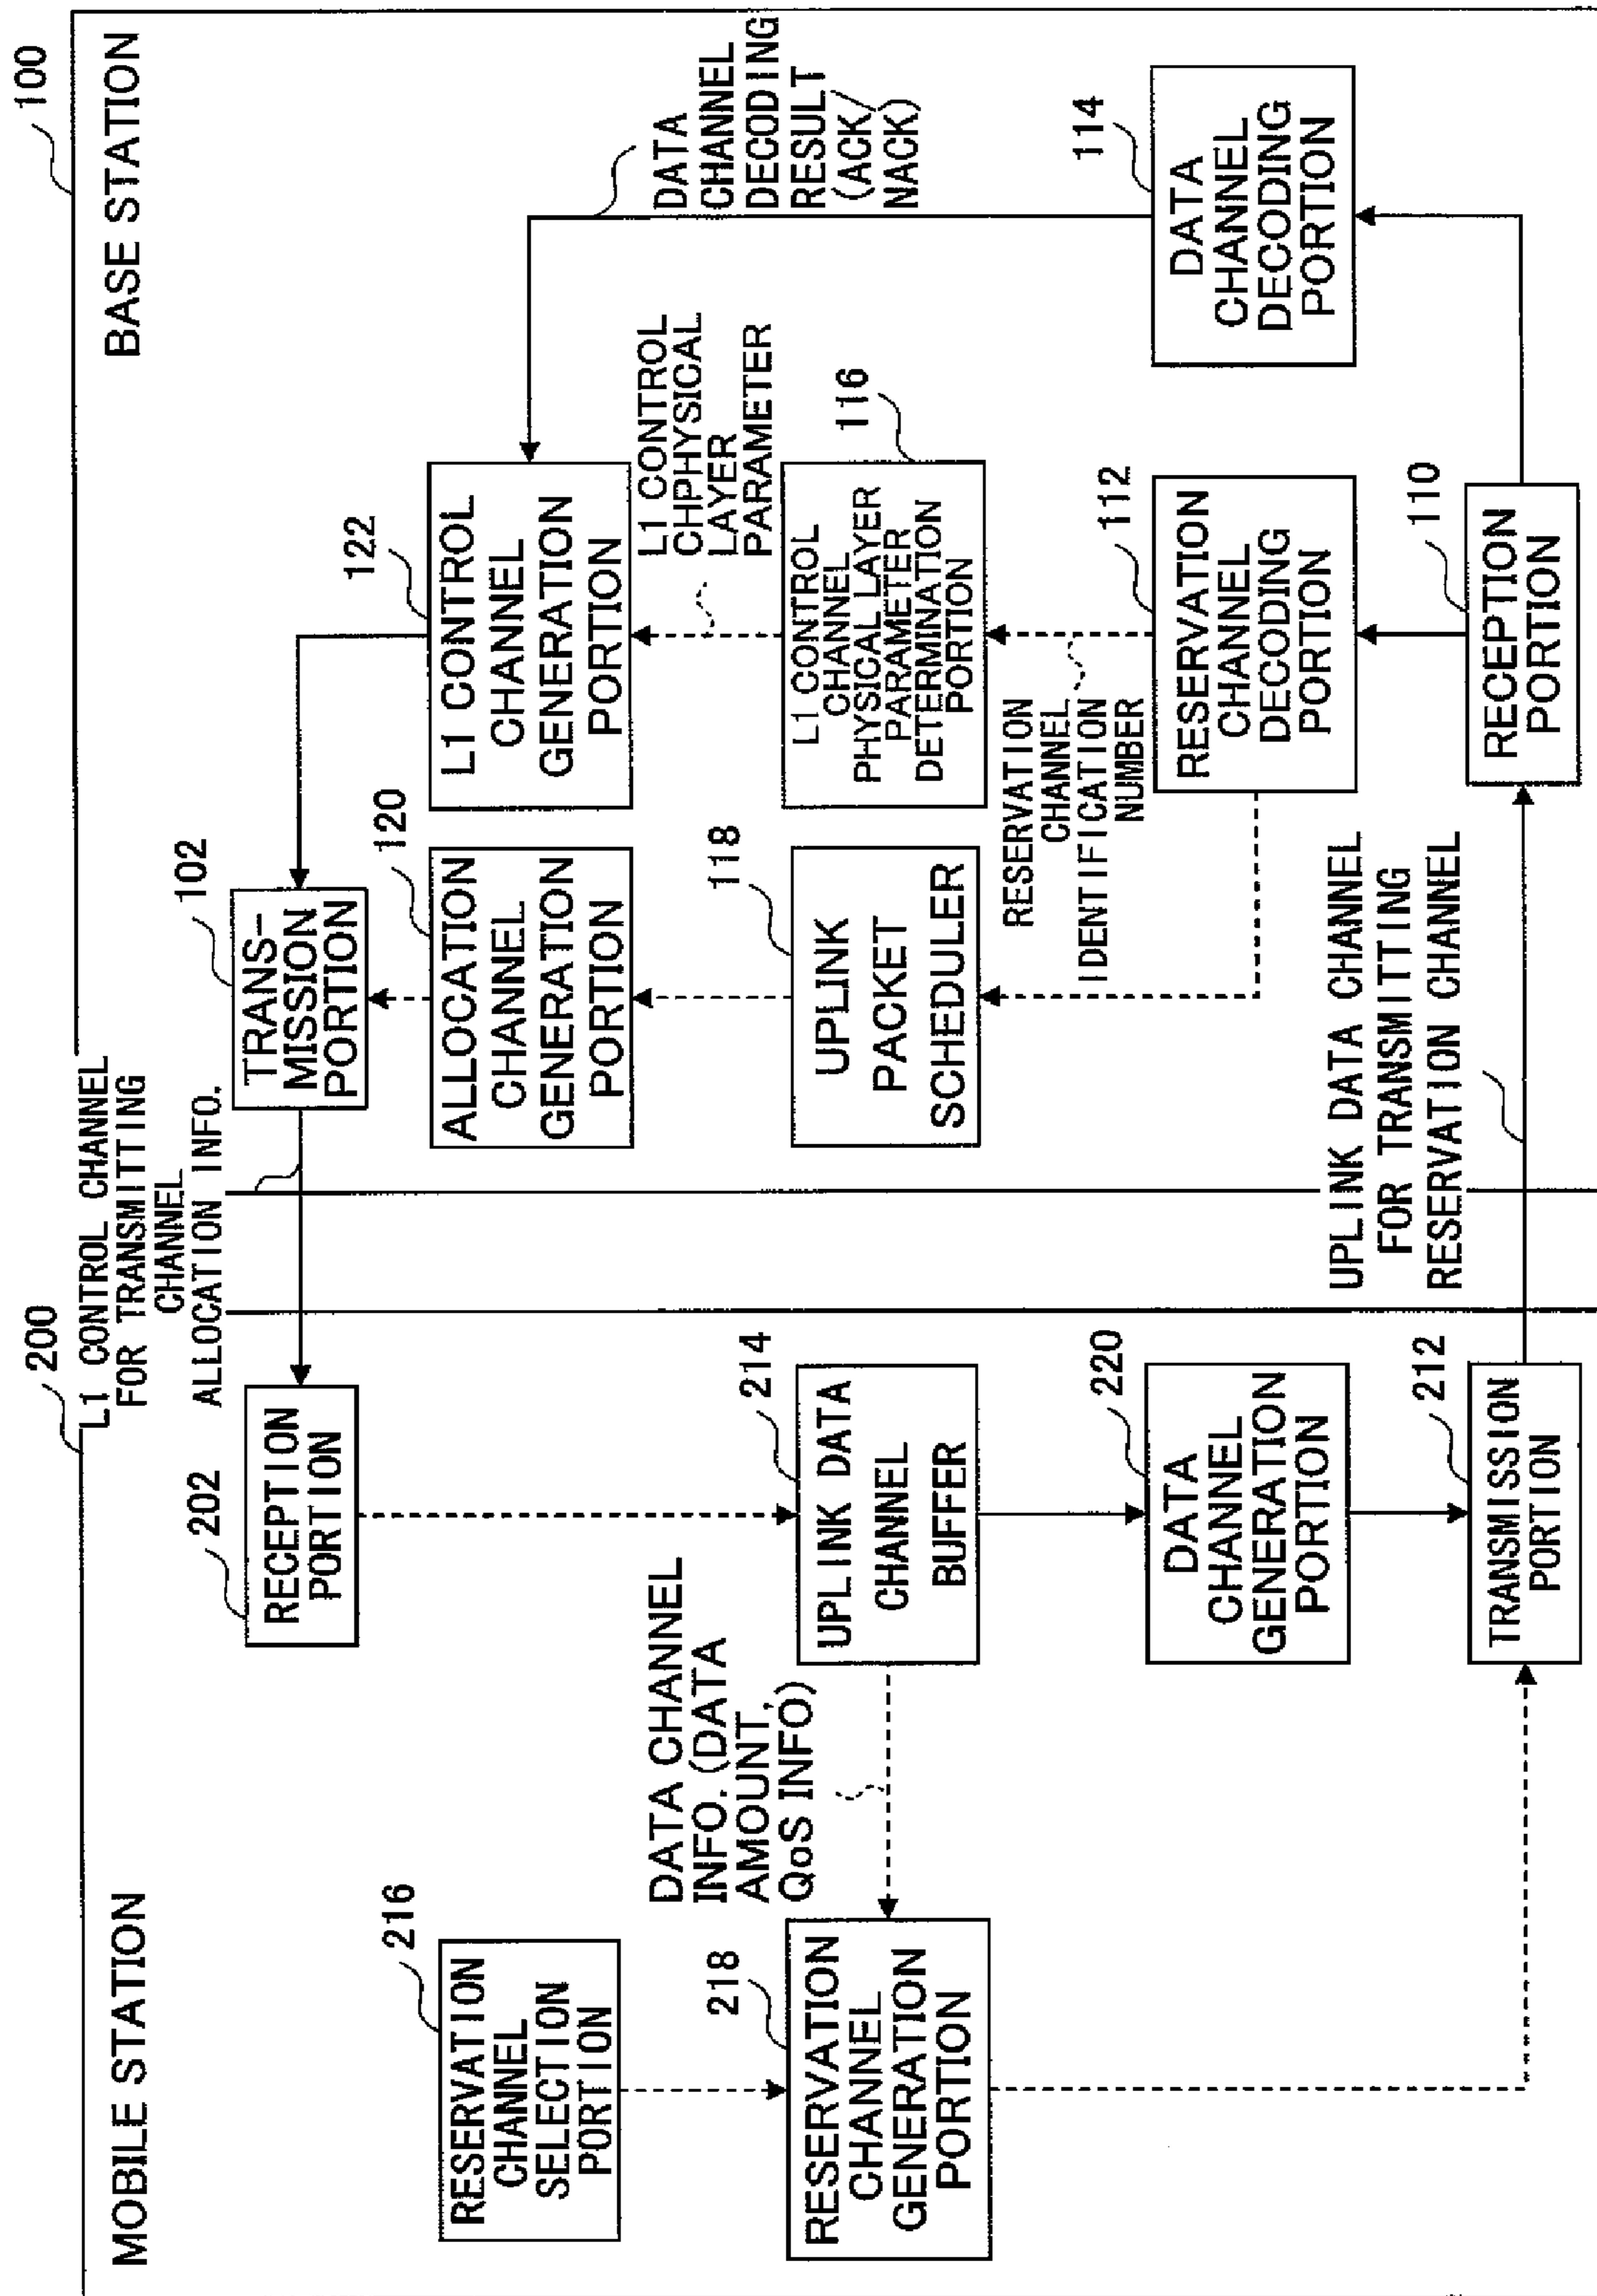 MOBILE STATION
200
L1 CONTROL CHANNEL
FOR TRANSMITTING
CHANNEL
ALLOCATION INFO.
100
BASE STATION
202
RECEPTION
PORTION
102
TRANS-
MISSION
PORTION
216
RESERVATION
CHANNEL
SELECTION
PORTION
120
ALLOCATION
CHANNEL
GENERATION
PORTION
122
L1 CONTROL
CHANNEL
GENERATION
PORTION
DATA
CHANNEL
DECODING
RESULT
(ACK/
NACK)
L1 CONTROL
CHPHYSICAL
LAYER
PARAMETER
DATA CHANNEL
INFO. (DATA
AMOUNT,
QoS INFO)
218
RESERVATION
CHANNEL
GENERATION
PORTION
214
UPLINK DATA
CHANNEL
BUFFER
118
UPLINK
PACKET
SCHEDULER
116
L1 CONTROL
CHANNEL
PHYSICAL LAYER
PARAMETER
DETERMINATION
PORTION
RESERVATION
CHANNEL
IDENTIFICATION
NUMBER
220
DATA
CHANNEL
GENERATION
PORTION
112
RESERVATION
CHANNEL
DECODING
PORTION
114
DATA
CHANNEL
DECODING
PORTION
UPLINK DATA CHANNEL
FOR TRANSMITTING
RESERVATION CHANNEL
212
TRANSMISSION
PORTION
110
RECEPTION
PORTION